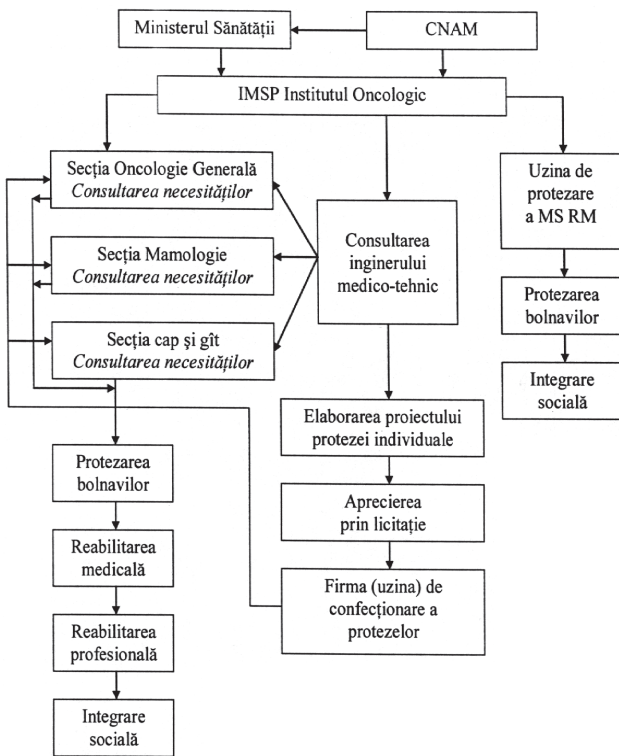 Ministerul Sănătății
CNAM
IMSP Institutul Oncologic
Secția Oncologie Generală
Consultarea necesităților
Secția Mamologie
Consultarea necesităților
Secția cap și gît
Consultarea necesităților
Consultarea
inginerului
medico-tehnic
Uzina de
protezare
a MS RM
Protezarea
bolnavilor
Integrare
socială
Elaborarea proiectului
protezei individuale
Aprecierea
prin licitație
Firma (uzina) de
confecționare a
protezelor
Protezarea
bolnavilor
Reabilitarea
medicală
Reabilitarea
profesională
Integrare
socială